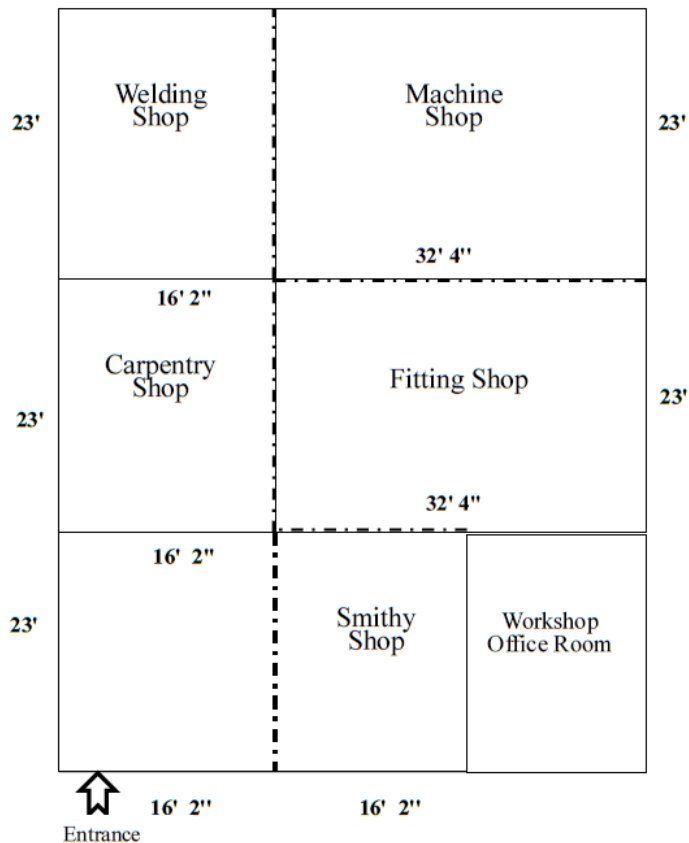 Welding
Shop
Machine
Shop
23'
23'
32' 4''
16' 2"
Carpentry
Shop
Fitting Shop
23'
23'
32' 4"
16' 2"
Smithy
Shop
Workshop
Office Room
23'
16' 2''
16' 2''
Entrance